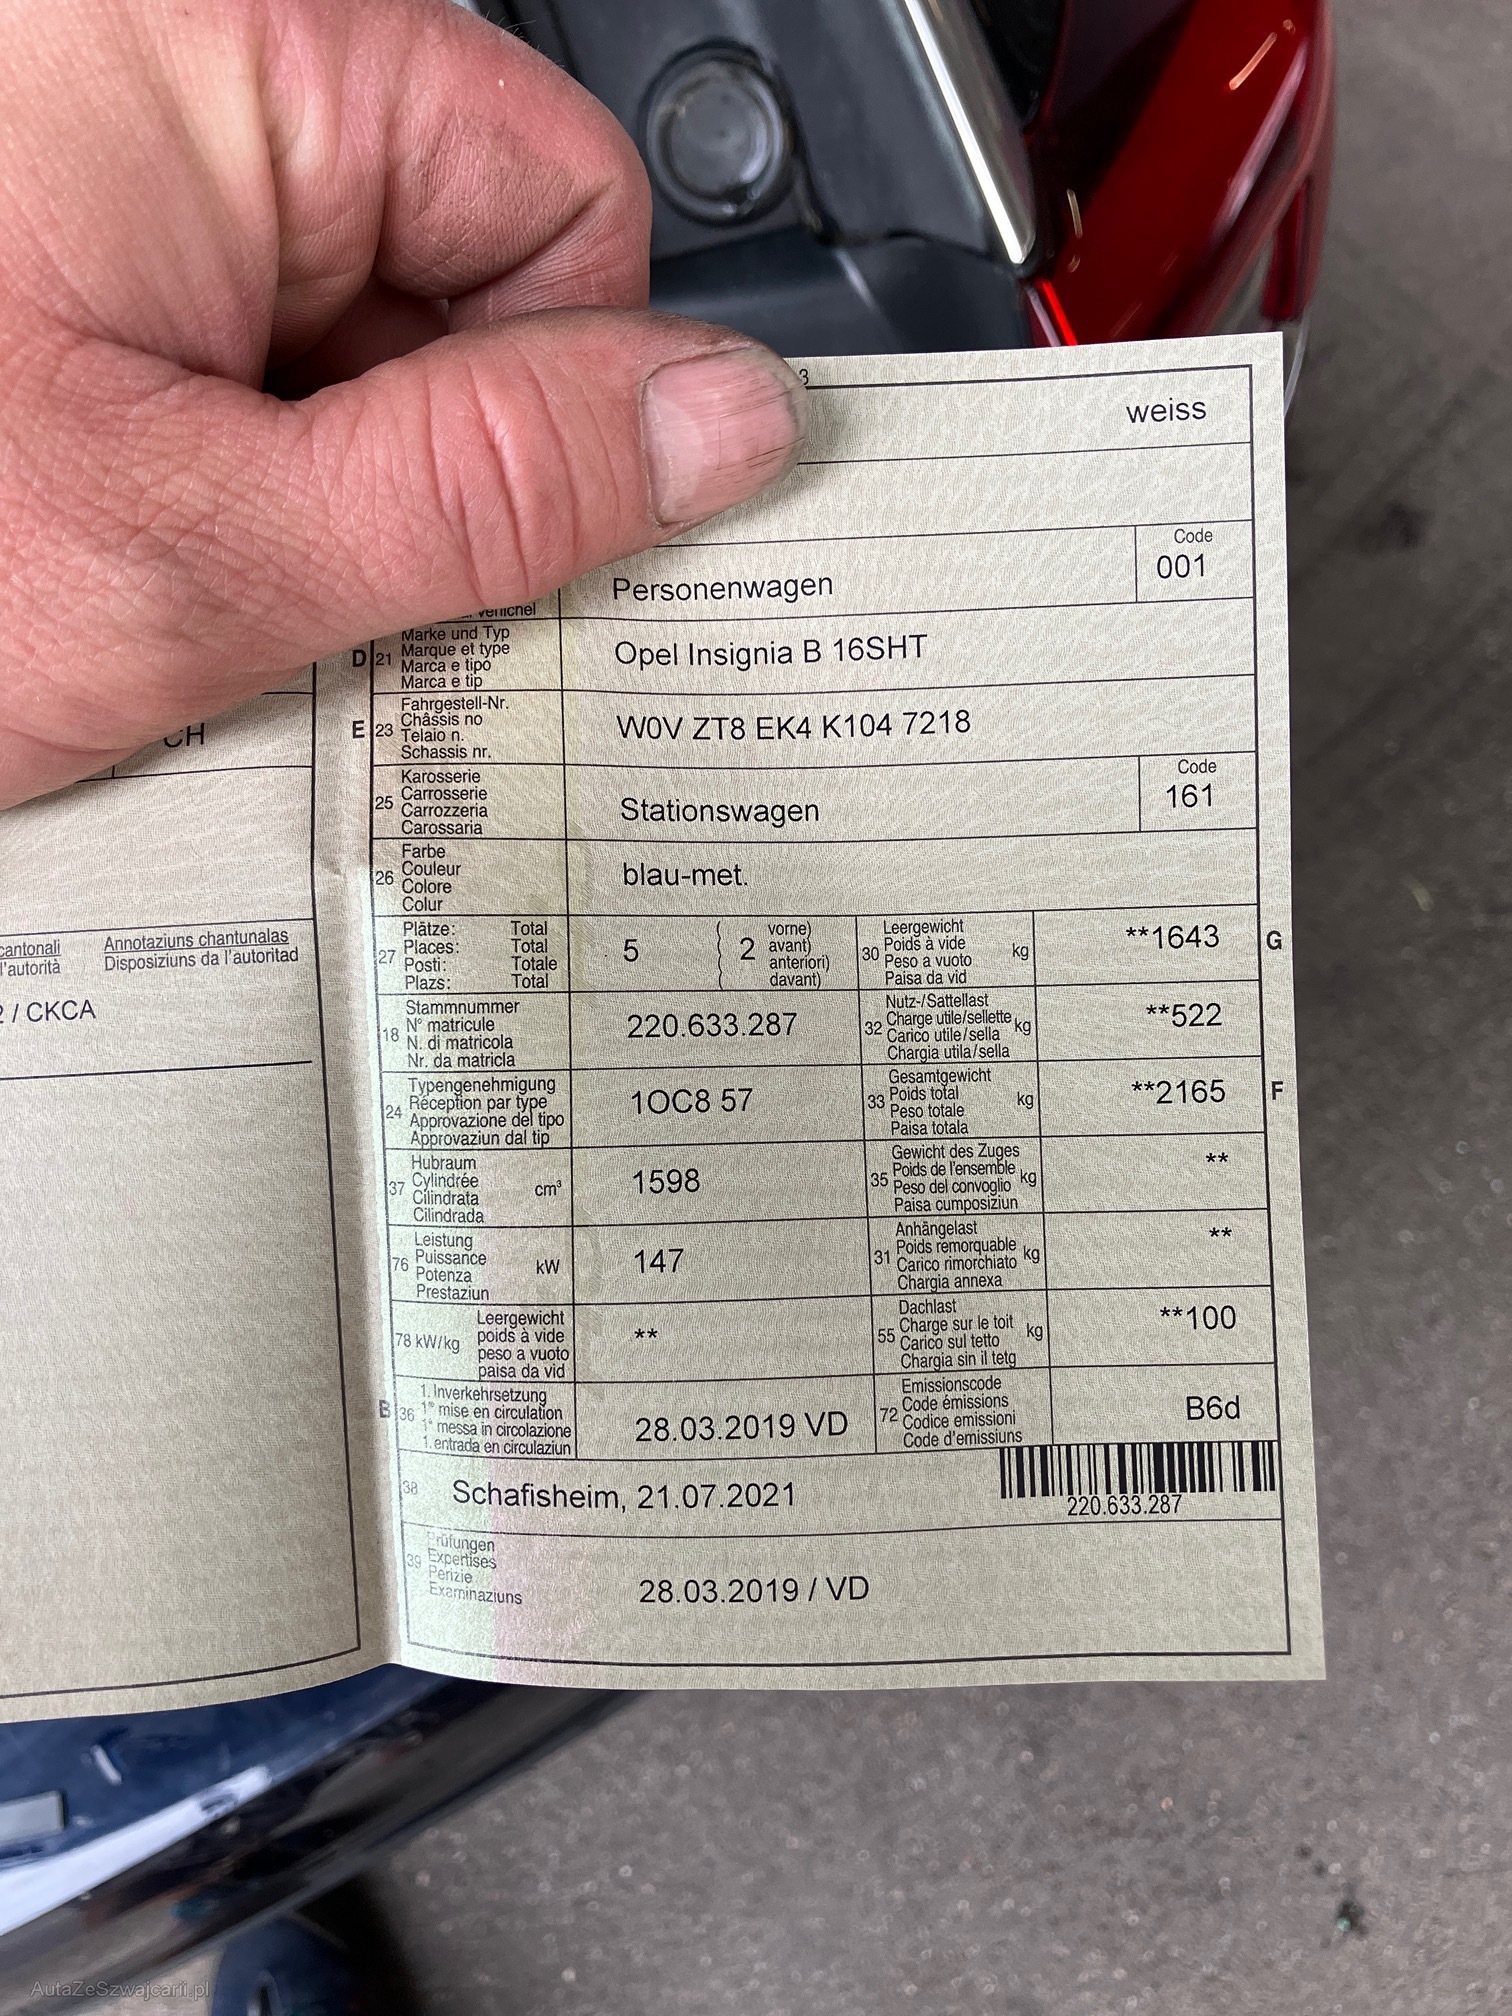 3
weiss
Code
001
Personenwagen
vehichel
D 21 Marke und Typ
Marque et type
Marca e tipo
Marca e tip
Opel Insignia B 16SHT
E 23 Fahrgestell-Nr.
Châssis no
Telaio n.
Schassis nr.
W0V ZT8 EK4 K104 7218
25 Karosserie
Carrosserie
Carrozzeria
Carossaria
Stationswagen
Code
161
26 Farbe
Couleur
Colore
Colur
blau-met.
27 Plätze: Total
Places: Total
Posti: Totale
Plazs: Total
5 ( 2 vorne)
avant)
anteriori)
davant)
30 Leergewicht
Poids à vide
Peso a vuoto
Paisa da vid
kg
**1643 G
18 Stammnummer
N° matricule
N. di matricola
Nr. da matricla
220.633.287
32 Nutz-/Sattellast
Charge utile/sellette
Carico utile/sella
Chargia utila/sella
kg
**522
24 Typengenehmigung
Réception par type
Approvazione del tipo
Approvaziun dal tip
1OC8 57
33 Gesamtgewicht
Poids total
Peso totale
Paisa totala
kg
**2165 F
37 Hubraum
Cylindrée
Cilindrata
Cilindrada
cm³
1598
35 Gewicht des Zuges
Poids de l'ensemble
Peso del convoglio
Paisa cumposiziun
kg
**
76 Leistung
Puissance
Potenza
Prestaziun
kW
147
31 Anhängelast
Poids remorquable
Carico rimorchiato
Chargia annexa
kg
**
78 kW/kg Leergewicht
poids à vide
peso a vuoto
paisa da vid
**
55 Dachlast
Charge sur le toit
Carico sul tetto
Chargia sin il tetg
kg
**100
B 36 1. Inverkehrsetzung
1re mise en circulation
1a messa in circolazione
1. entrada en circulaziun
28.03.2019 VD
72 Emissionscode
Code émissions
Codice emissioni
Code d'emissiuns
B6d
38 Schafisheim, 21.07.2021
220.633.287
39 Prüfungen
Expertises
Perizie
Examinaziuns
28.03.2019 / VD
CH
cantonali Annotaziuns chantunalas
l'autorità Disposiziuns da l'autoritad
2 / CKCA
AutaZeSzwajcarii.pl